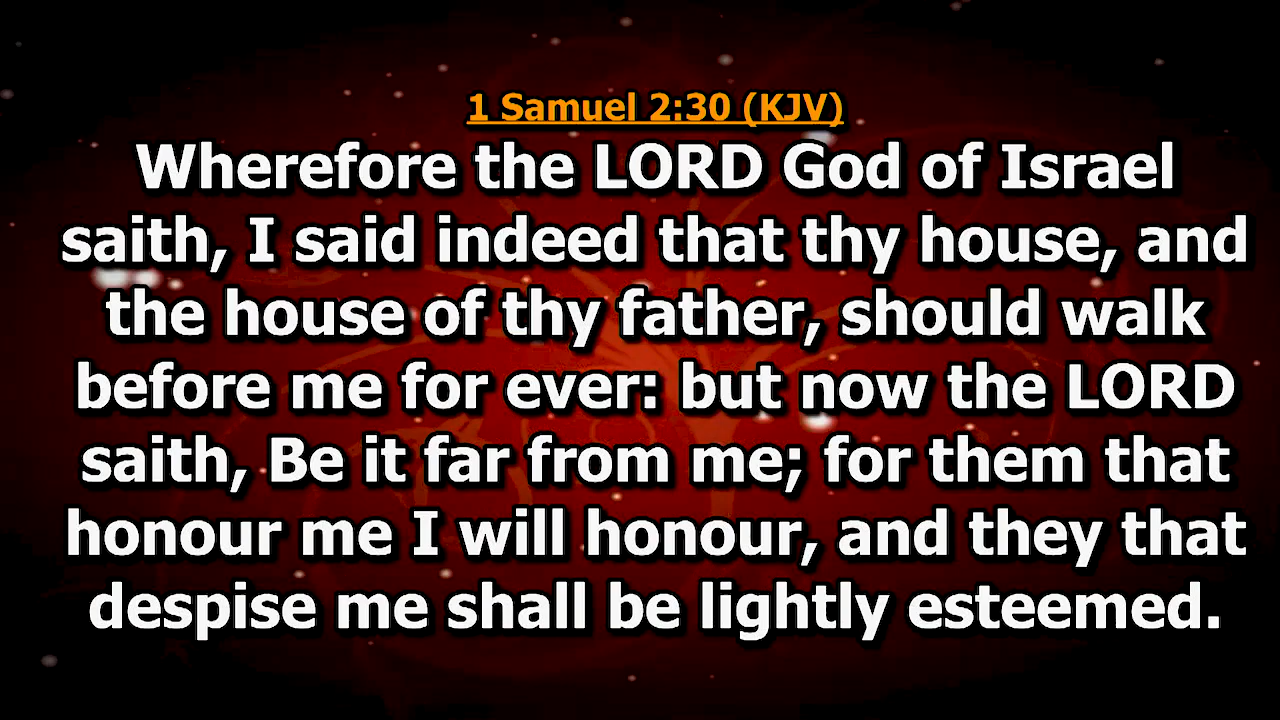 1 Samuel 2:30 (KJV)
Wherefore the LORD God of Israel
saith, I said indeed that thy house, and
the house of thy father, should walk
before me for ever: but now the LORD
saith, Be it far from me; for them that
honour me I will honour, and they that
despise me shall be lightly esteemed.